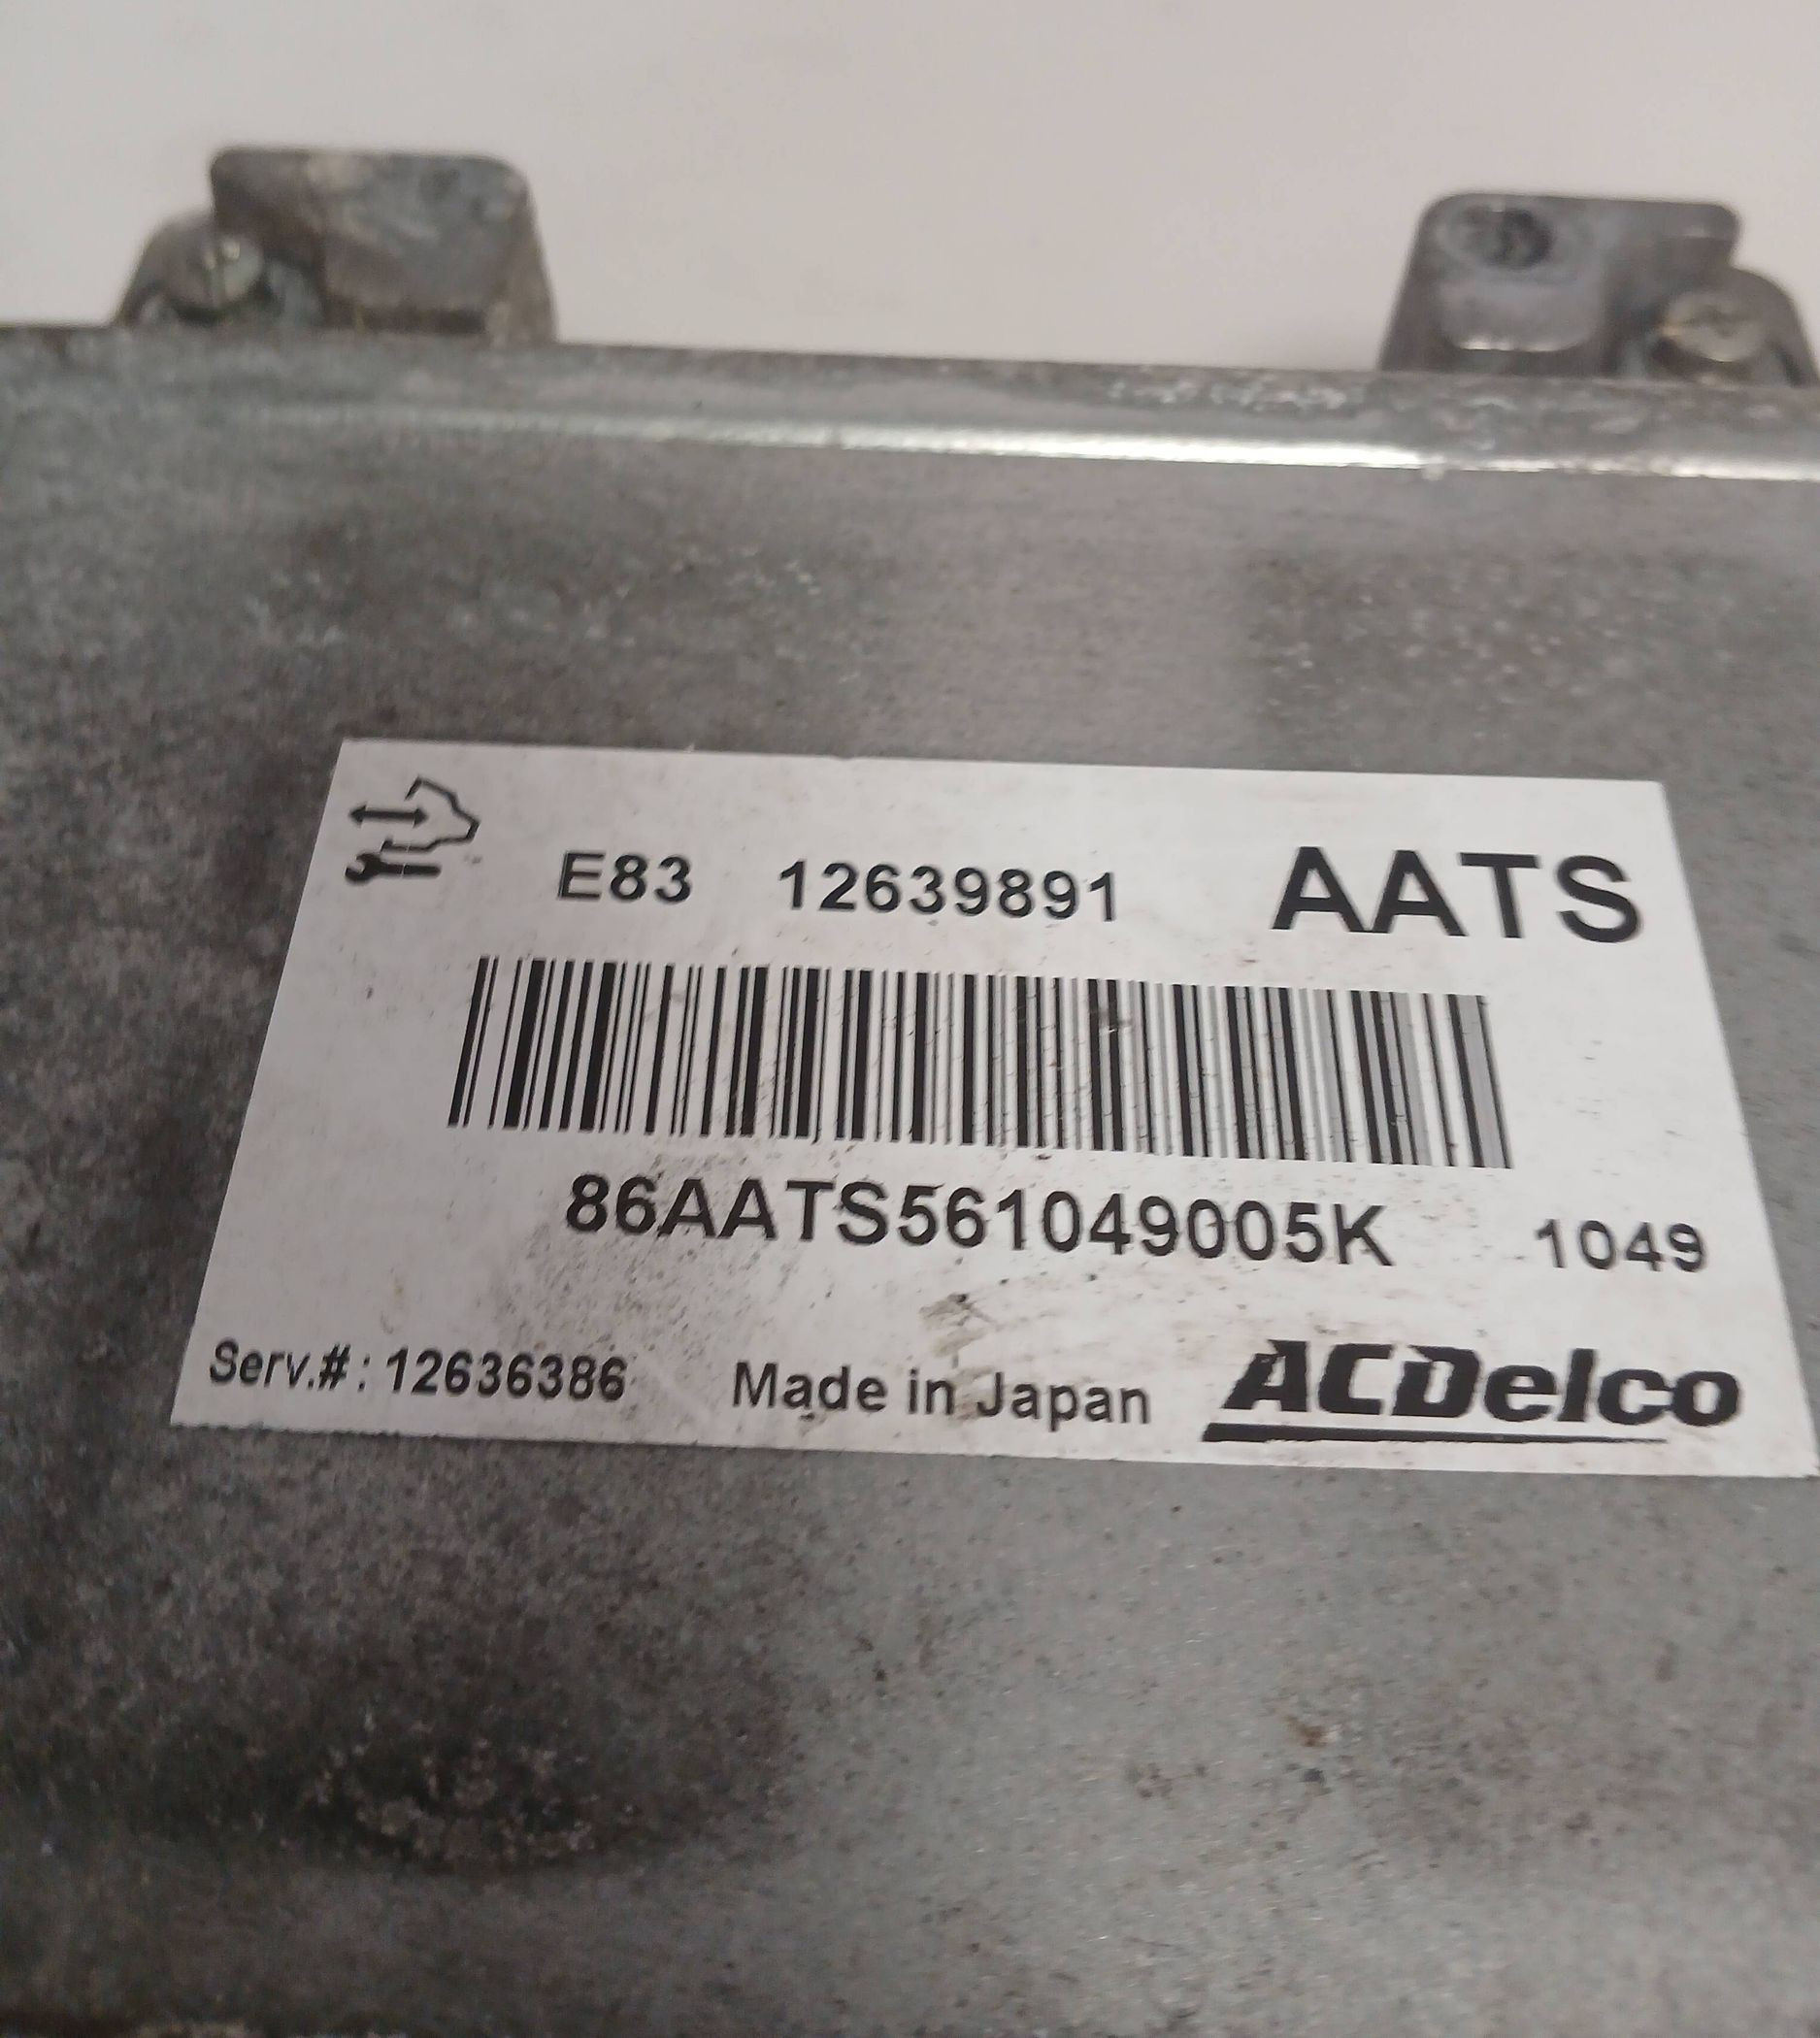 E83 12639891 AATS
86AATS561049005K 1049
Serv.#: 12636386 Made in Japan ACDelco